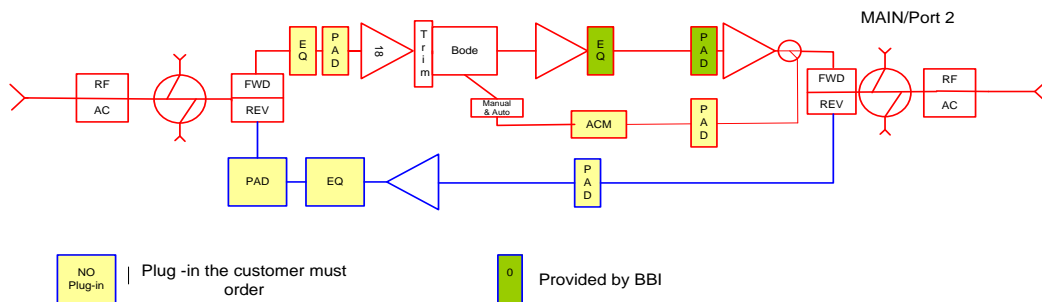 MAIN/Port 2
RF
AC
FWD
REV
EQ
PAD
18
Trim
Bode
EQ
PAD
FWD
REV
RF
AC
Manual
& Auto
ACM
PAD
PAD
EQ
PAD
NO
Plug-in
Plug -in the customer must
order
0
Provided by BBI